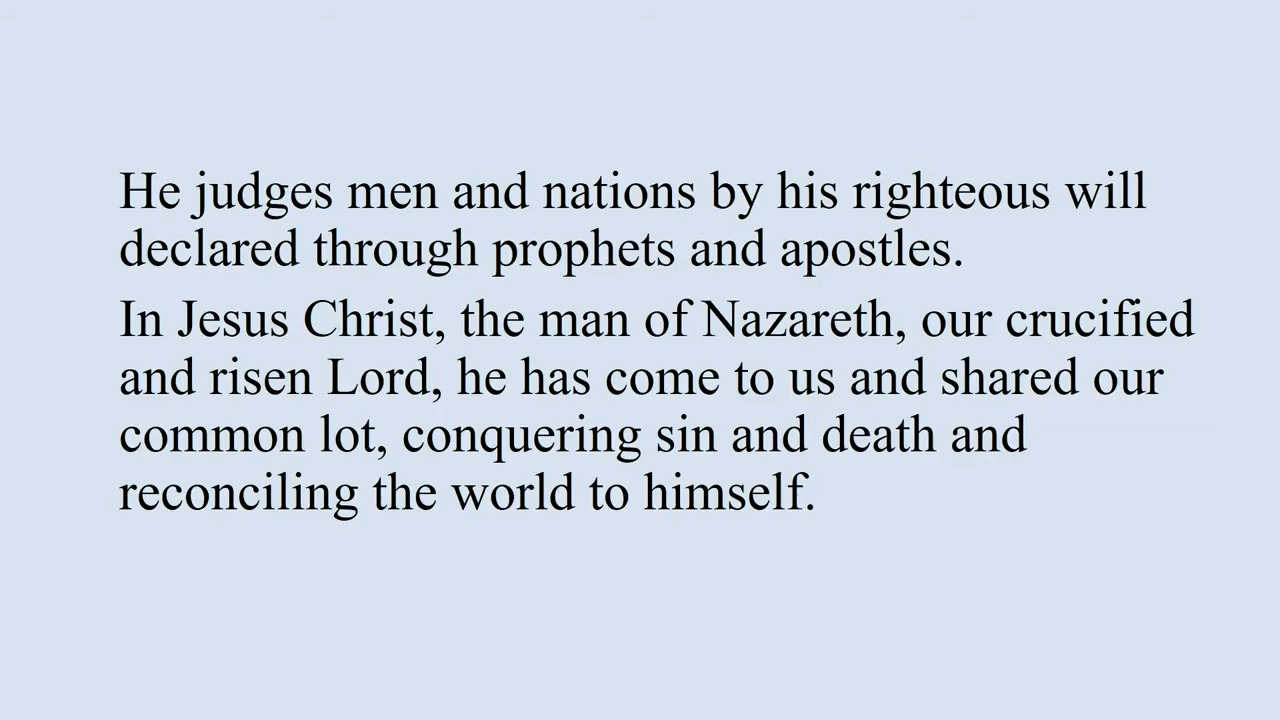 He judges men and nations by his righteous will
declared through prophets and apostles.
In Jesus Christ, the man of Nazareth, our crucified
and risen Lord, he has come to us and shared our
common lot, conquering sin and death and
reconciling the world to himself.